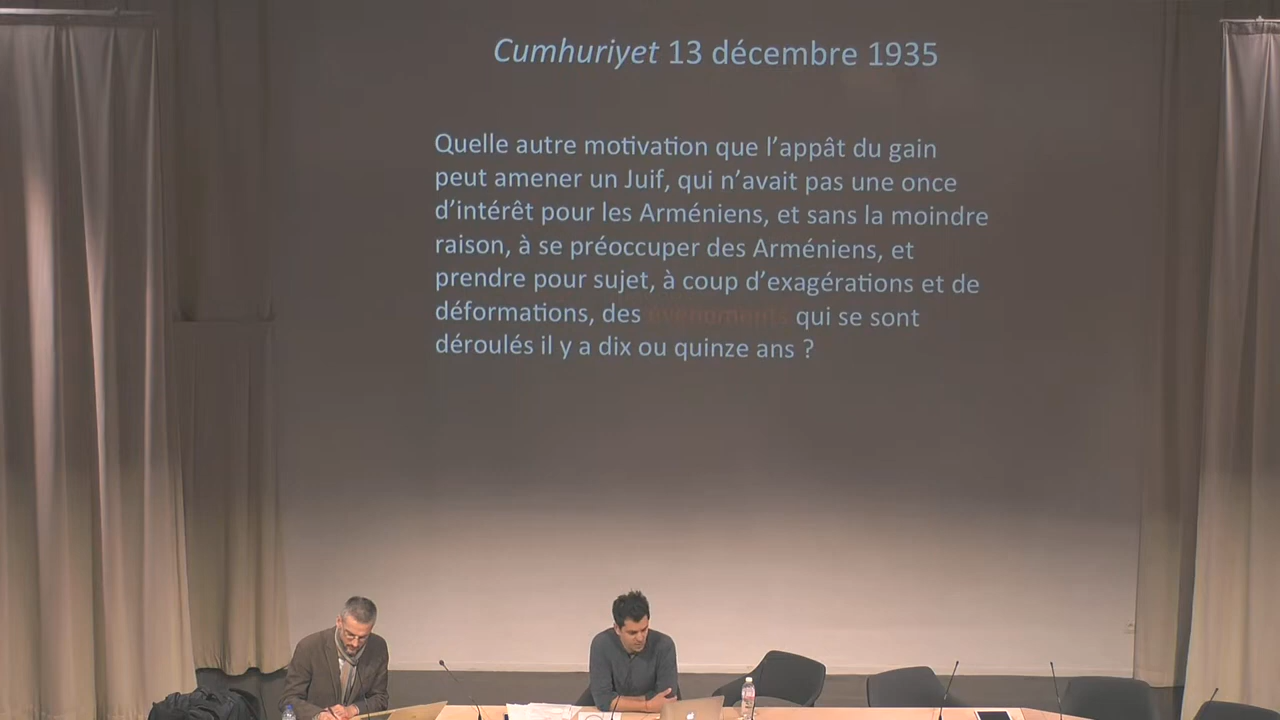 Cumhuriyet 13 décembre 1935
Quelle autre motivation que l’appât du gain
peut amener un Juif, qui n’avait pas une once
d’intérêt pour les Arméniens, et sans la moindre
raison, à se préoccuper des Arméniens, et
prendre pour sujet, à coup d’exagérations et de
déformations, des événements qui se sont
déroulés il y a dix ou quinze ans ?